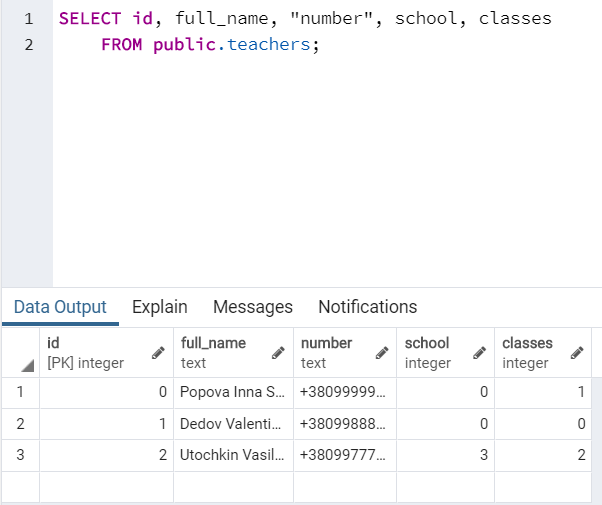 1 SELECT id, full_name, "number", school, classes
2 FROM public.teachers;
Data Output Explain Messages Notifications
id full_name number school classes
[PK] integer text text integer integer
1 0 Popova Inna S... +38099999... 0 1
2 1 Dedov Valenti... +38099888... 0 0
3 2 Utochkin Vasil... +38099777... 3 2